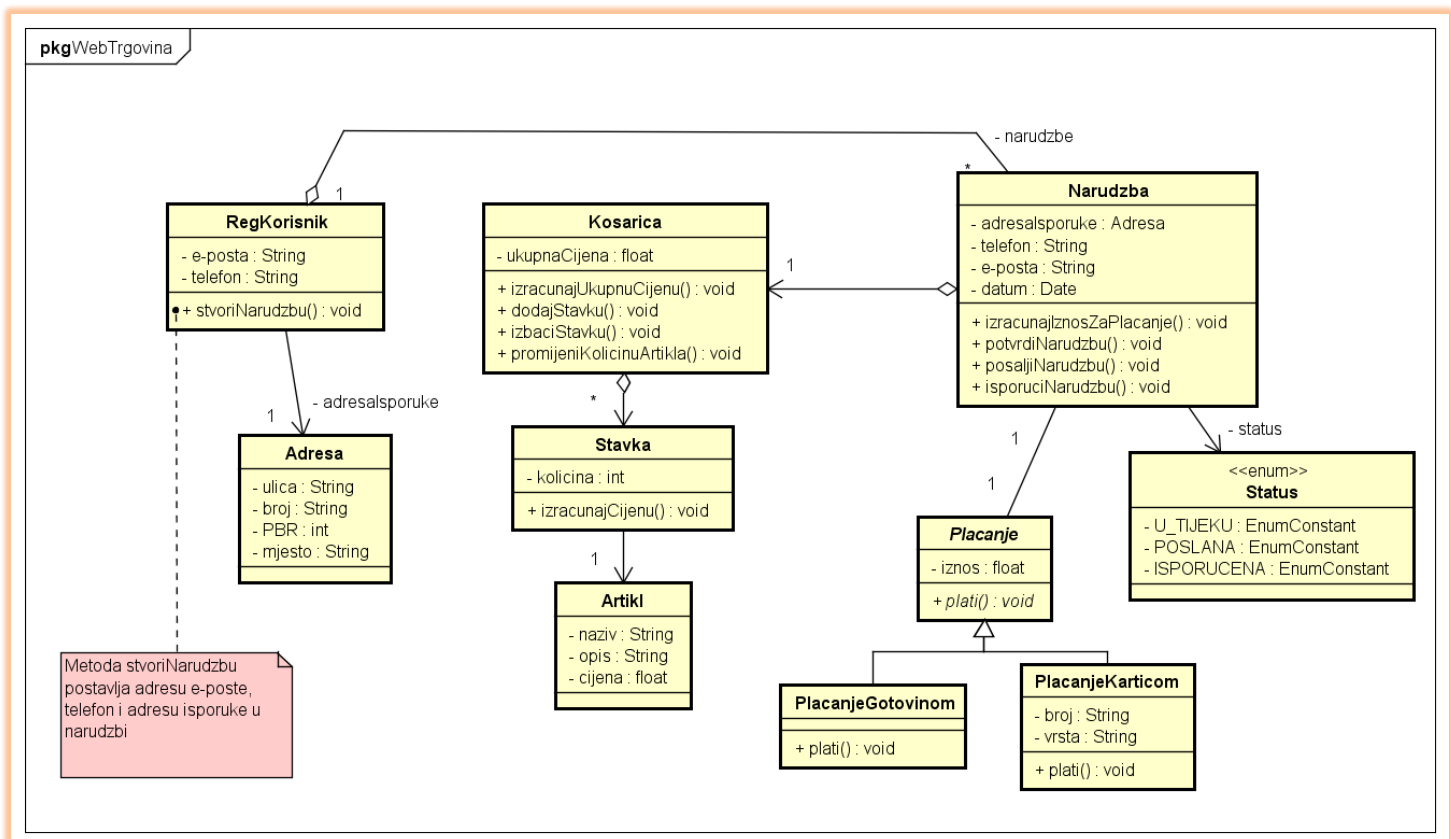 pkg WebTrgovina
- narudzbe
*
1
RegKorisnik
- e-posta : String
- telefon : String
+ stvoriNarudzbu() : void
Kosarica
- ukupnaCijena : float
+ izracunajUkupnuCijenu() : void
+ dodajStavku() : void
+ izbaciStavku() : void
+ promijeniKolicinuArtikla() : void
1
Narudzba
- adresaIsporuke : Adresa
- telefon : String
- e-posta : String
- datum : Date
+ izracunajIznosZaPlacanje() : void
+ potvrdiNarudzbu() : void
+ posaljiNarudzbu() : void
+ isporuciNarudzbu() : void
1
- adresaIsporuke
Adresa
- ulica : String
- broj : String
- PBR : int
- mjesto : String
*
Stavka
- kolicina : int
+ izracunajCijenu() : void
1
Artikl
- naziv : String
- opis : String
- cijena : float
1
1
- status
<<enum>>
Status
- U_TIJEKU : EnumConstant
- POSLANA : EnumConstant
- ISPORUCENA : EnumConstant
Placanje
- iznos : float
+ plati() : void
PlacanjeGotovinom
+ plati() : void
PlacanjeKarticom
- broj : String
- vrsta : String
+ plati() : void
Metoda stvoriNarudzbu
postavlja adresu e-poste,
telefon i adresu isporuke u
narudzbi